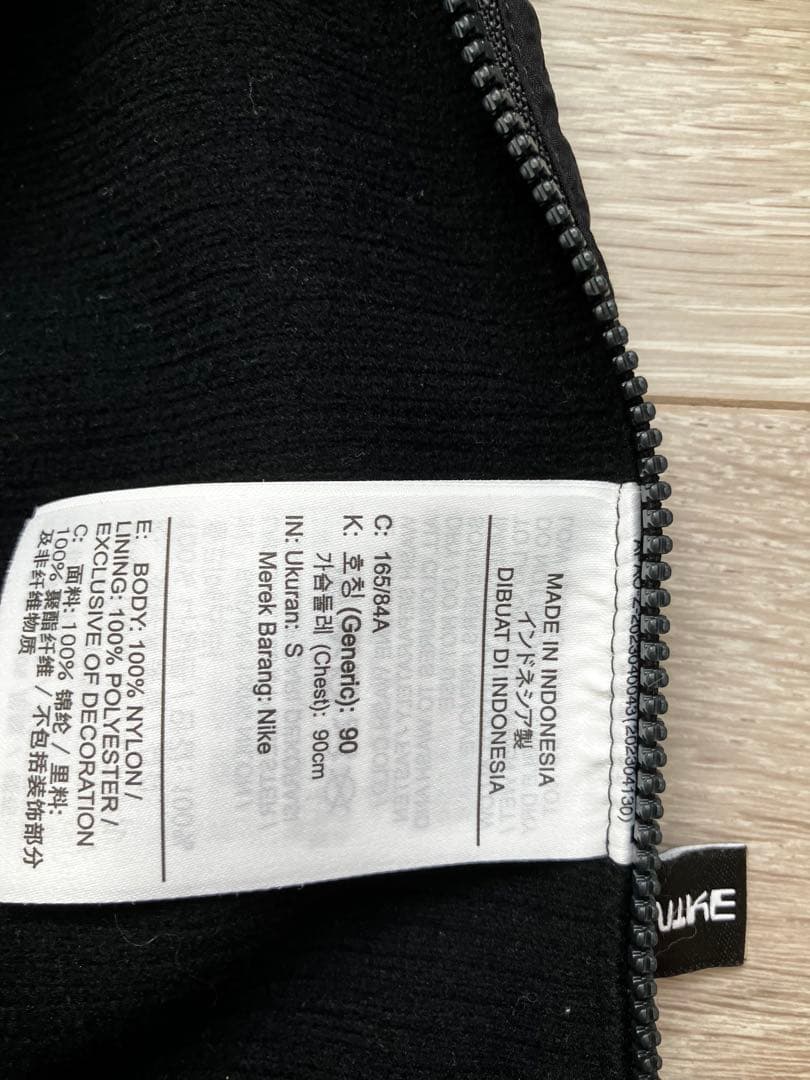 MADE IN INDONESIA
インドネシア製
DIBUAT DI INDONESIA
C: 165/84A
K: 호칭 (Generic): 90
가슴둘레 (Chest): 90cm
IN: Ukuran: S
Merek Barang: Nike
E: BODY: 100% NYLON /
LINING: 100% POLYESTER /
EXCLUSIVE OF DECORATION
C: 面料: 100% 锦纶 / 里料:
100% 聚酯纤维 / 不包括装饰部分
及非纤维物质